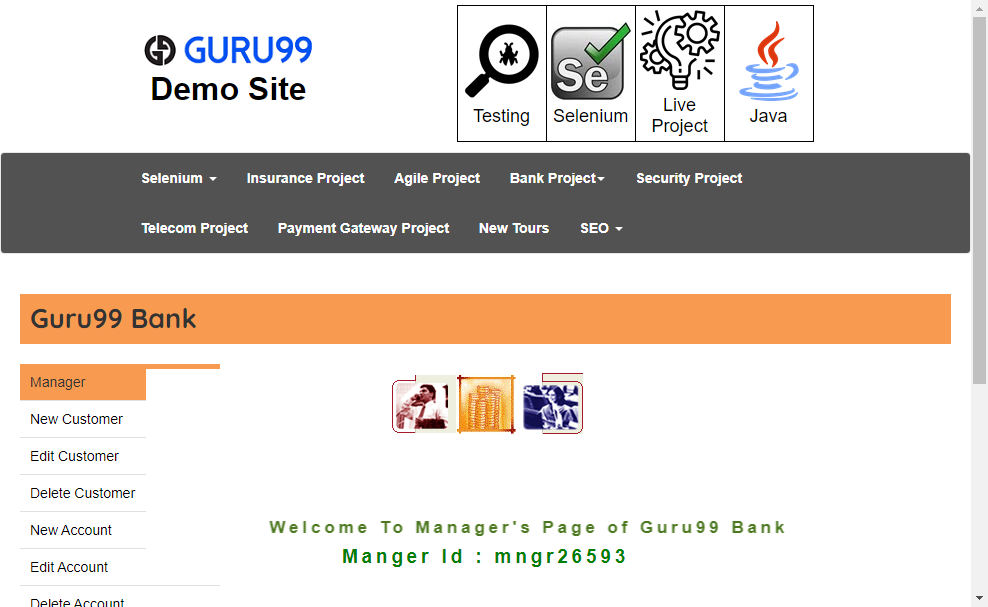 GURU99
Demo Site
Testing
Se
Selenium
Live
Project
Java
Selenium
Insurance Project
Agile Project
Bank Project
Security Project
Telecom Project
Payment Gateway Project
New Tours
SEO
Guru99 Bank
Manager
New Customer
Edit Customer
Delete Customer
New Account
Edit Account
Delete Account
Welcome To Manager's Page of Guru99 Bank
Manger Id : mngr26593